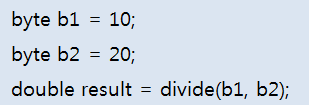 byte b1 = 10;
byte b2 = 20;
double result = divide(b1, b2);